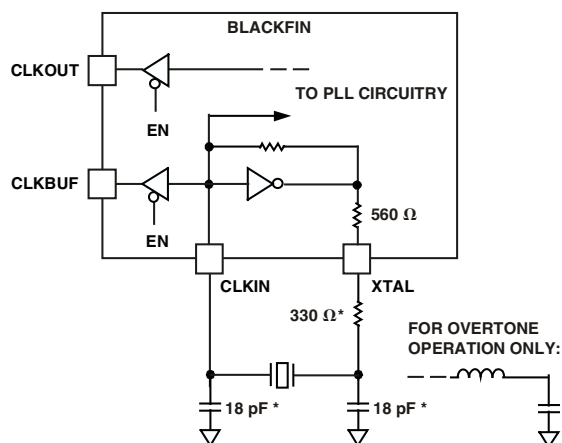 BLACKFIN
CLKOUT
TO PLL CIRCUITRY
EN
CLKBUF
560 Ω
EN
CLKIN
XTAL
330 Ω*
FOR OVERTONE
OPERATION ONLY:
18 pF *
18 pF *